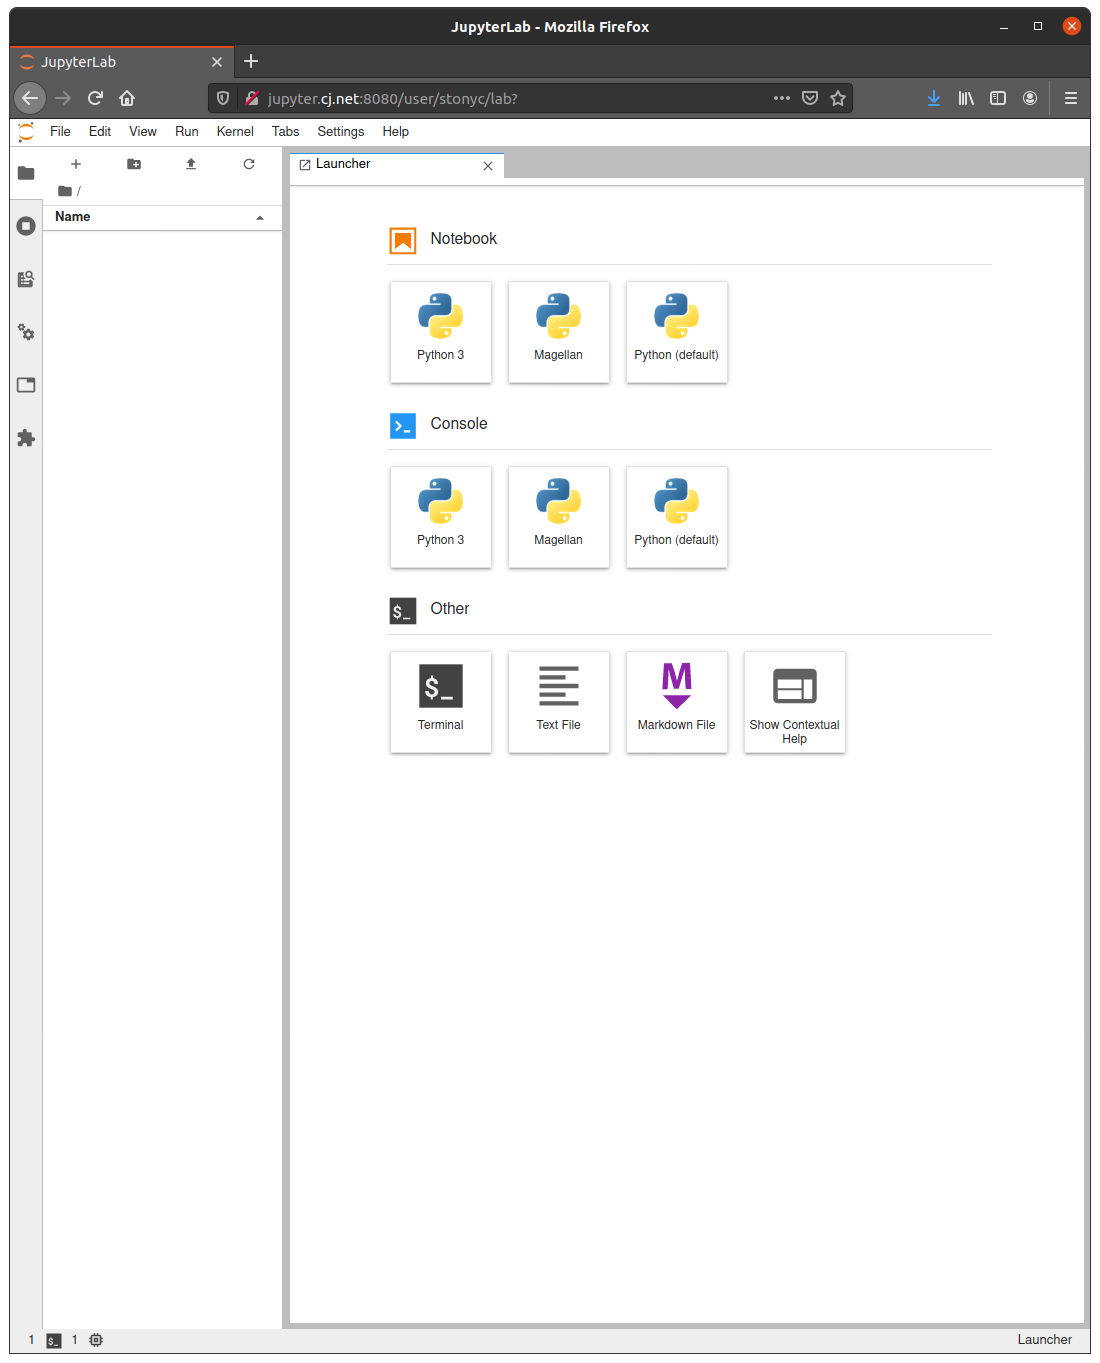 JupyterLab - Mozilla Firefox
JupyterLab
jupyter.cj.net:8080/user/stonyc/lab?
File Edit View Run Kernel Tabs Settings Help
Launcher
/
Name
Notebook
Python 3 Magellan Python (default)
Console
Python 3 Magellan Python (default)
$_ Other
$_
M
Terminal Text File Markdown File Show Contextual
Help
1 $_ 1 Launcher